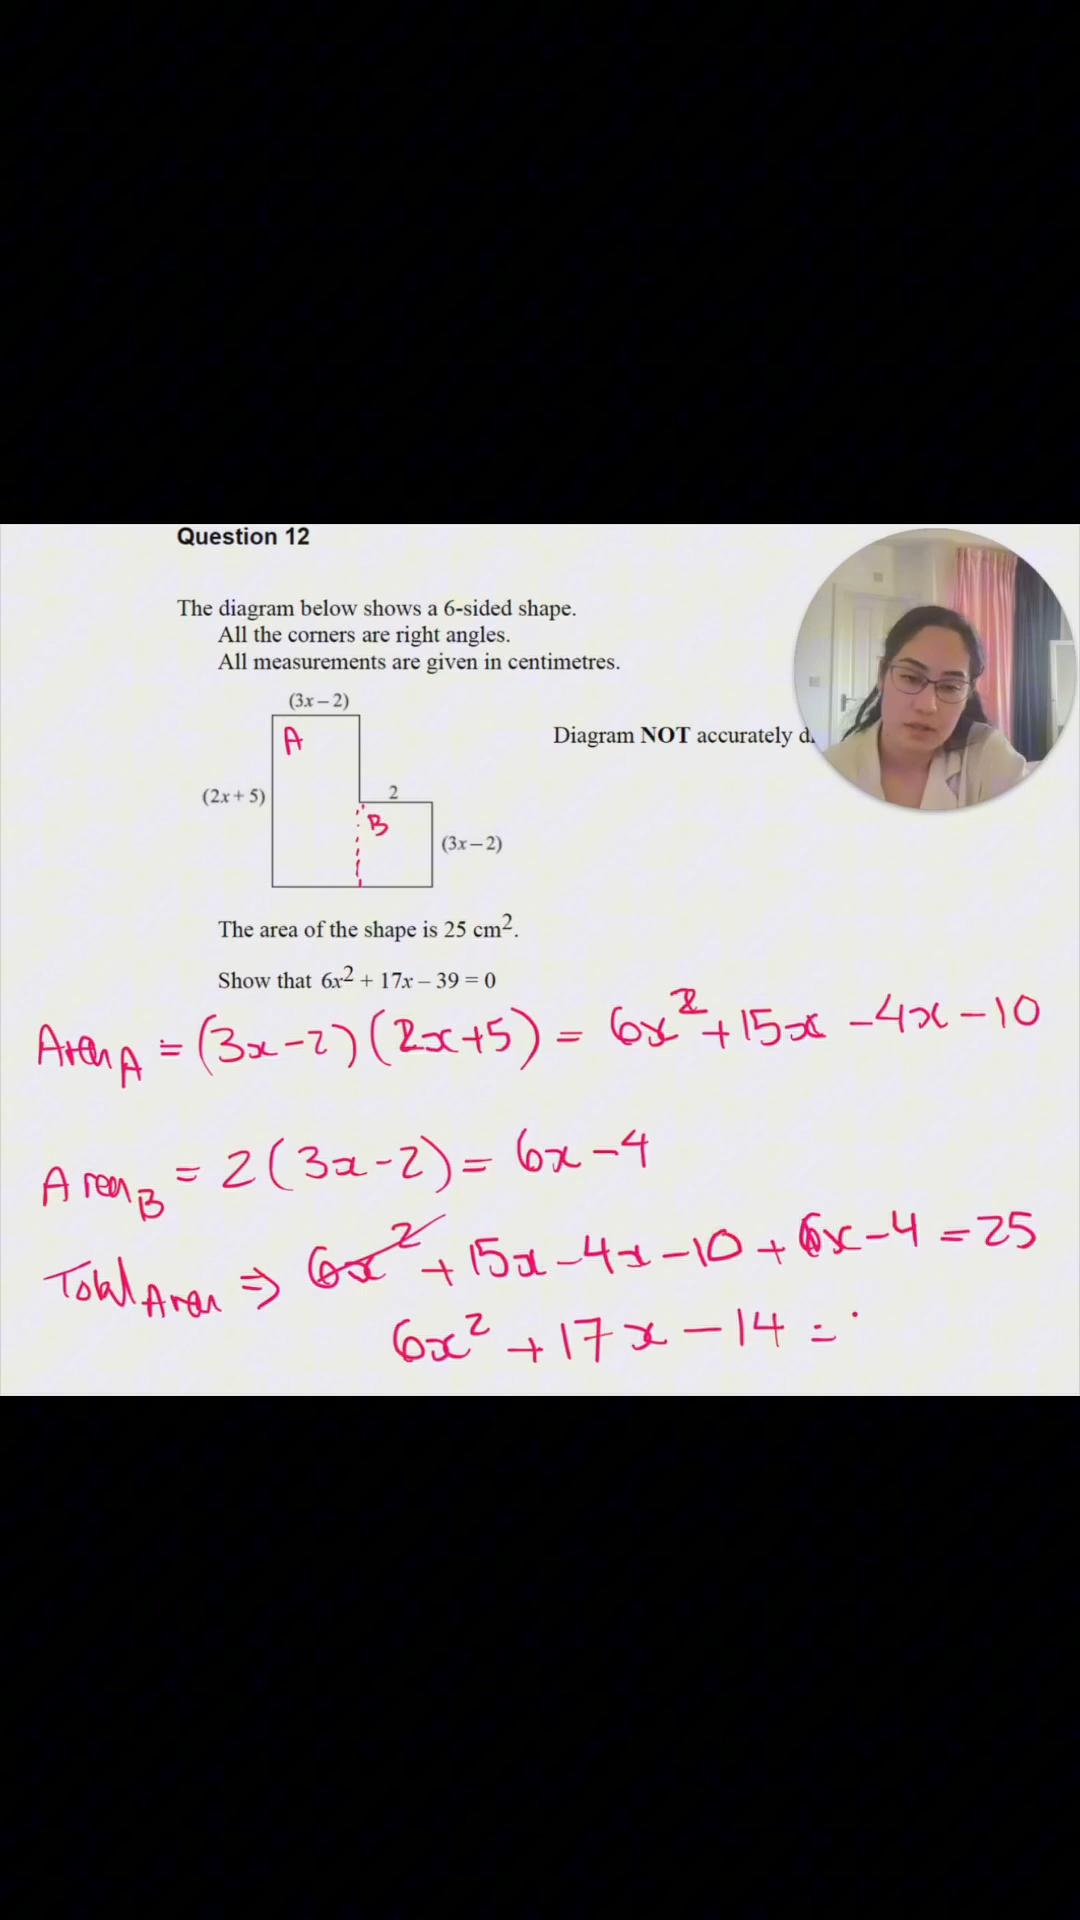 Question 12
The diagram below shows a 6-sided shape.
All the corners are right angles.
All measurements are given in centimetres.
(3x – 2)
A
Diagram NOT accurately d
(2x + 5)
2
B
(3x – 2)
The area of the shape is 25 cm².
Show that 6x² + 17x – 39 = 0
Area A = (3x-2)(2x+5) = 6x² + 15x - 4x - 10
Area B = 2(3x-2) = 6x - 4
Total Area ⇒ 6x² + 15x - 4x - 10 + 6x - 4 = 25
6x² + 17x - 14 =